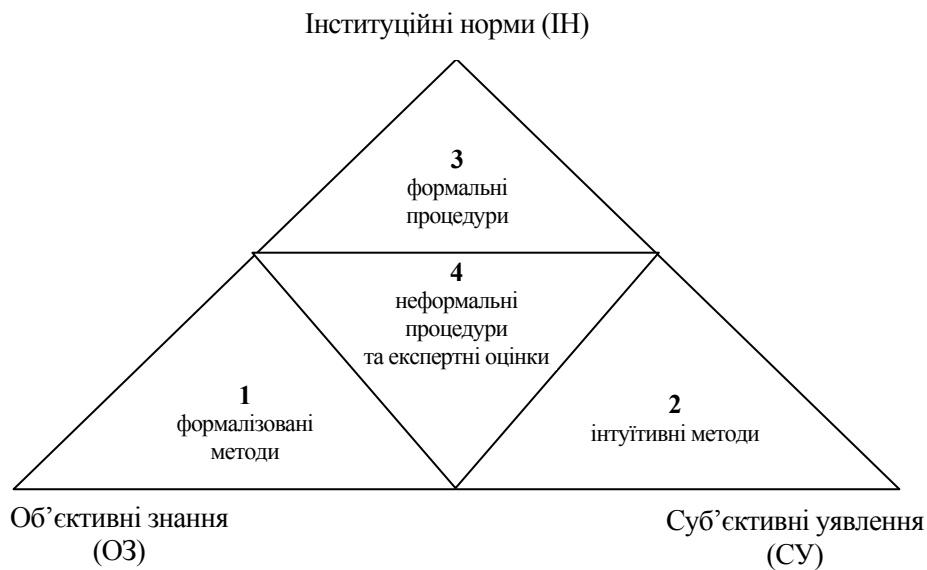 Інституційні норми (ІН)
3
формальні
процедури
4
неформальні
процедури
та експертні оцінки
1
формалізовані
методи
2
інтуїтивні методи
Об’єктивні знання
(ОЗ)
Суб’єктивні уявлення
(СУ)